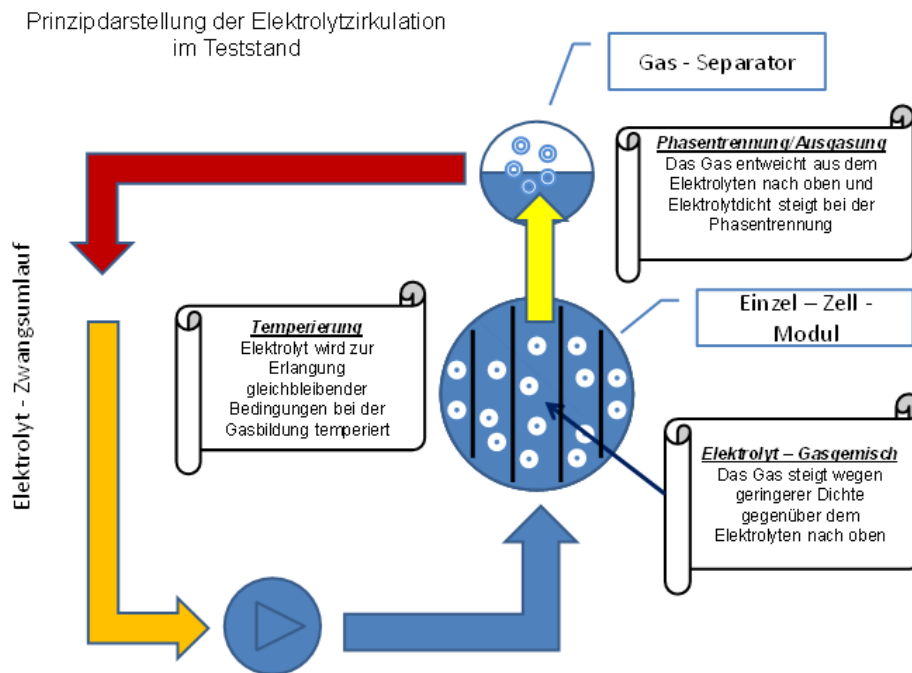 Prinzipdarstellung der Elektrolytzirkulation
im Teststand
Gas - Separator
Phasentrennung/Ausgasung
Das Gas entweicht aus dem
Elektrolyten nach oben und
Elektrolytdicht steigt bei der
Phasentrennung
Einzel – Zell -
Modul
Temperierung
Elektrolyt wird zur
Erlangung
gleichbleibender
Bedingungen bei der
Gasbildung temperiert
Elektrolyt - Zwangsumlauf
Elektrolyt – Gasgemisch
Das Gas steigt wegen
geringerer Dichte
gegenüber dem
Elektrolyten nach oben